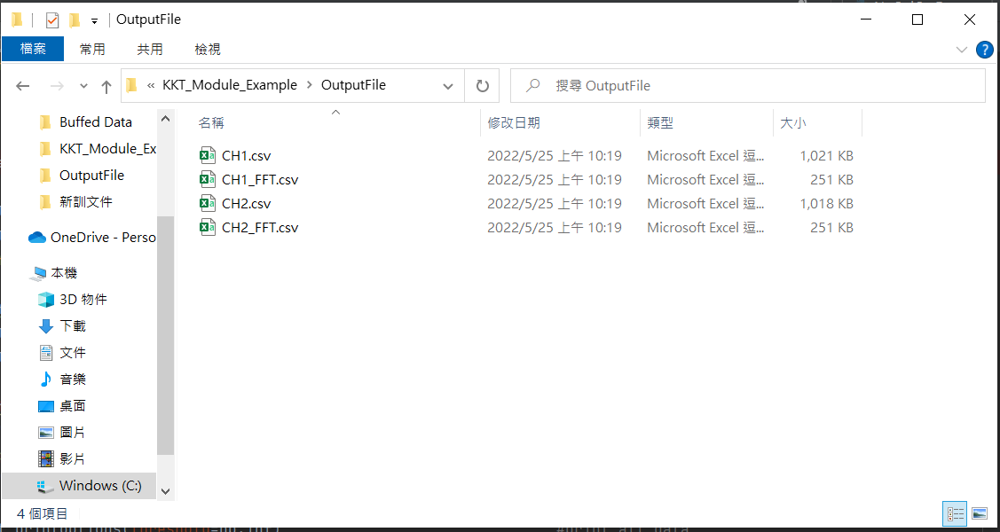 OutputFile
檔案 常用 共用 檢視 ?
« KKT_Module_Example > OutputFile 搜尋 OutputFile
名稱 修改日期 類型 大小
Buffed Data
KKT_Module_Ex
OutputFile
新訓文件
OneDrive - Perso
本機
3D 物件
下載
文件
音樂
桌面
圖片
影片
Windows (C:)
CH1.csv 2022/5/25 上午 10:19 Microsoft Excel 逗... 1,021 KB
CH1_FFT.csv 2022/5/25 上午 10:19 Microsoft Excel 逗... 251 KB
CH2.csv 2022/5/25 上午 10:19 Microsoft Excel 逗... 1,018 KB
CH2_FFT.csv 2022/5/25 上午 10:19 Microsoft Excel 逗... 251 KB
4 個項目